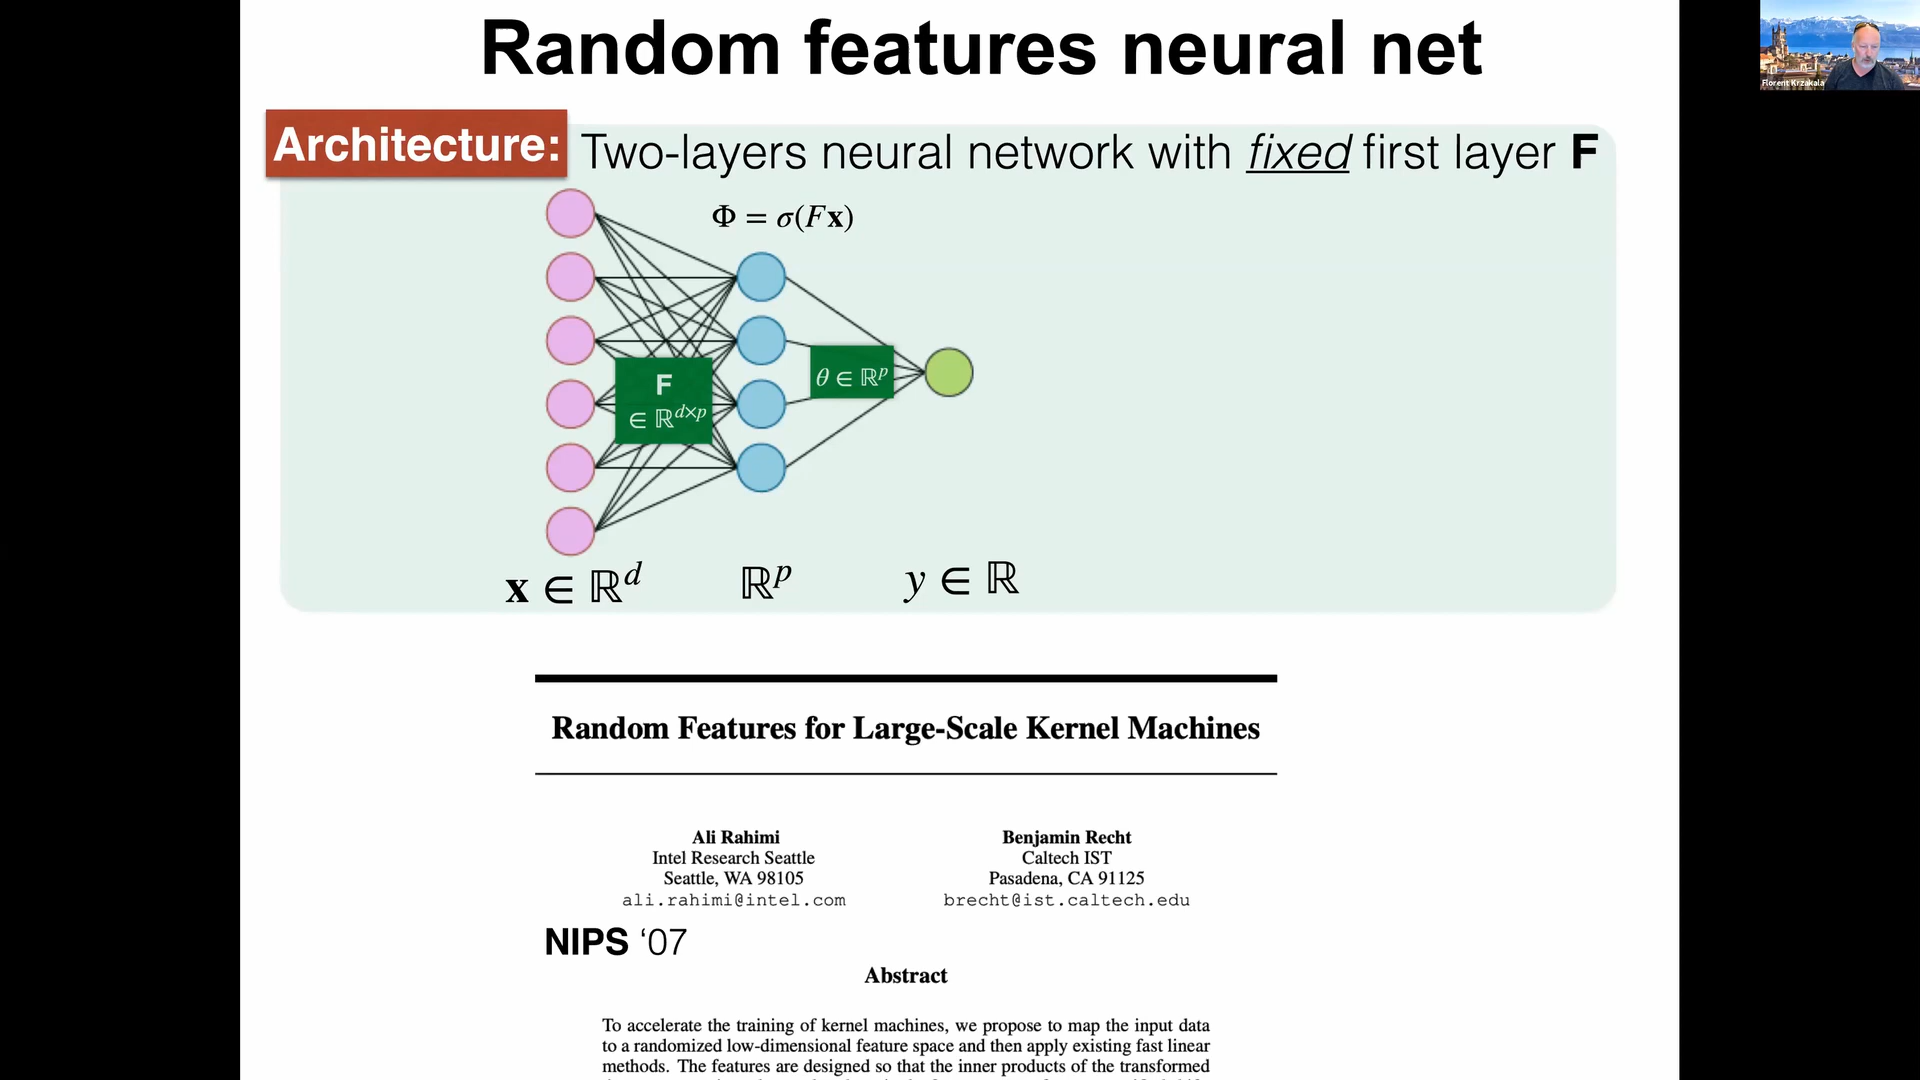 Random features neural net
Florent Krzakala
Architecture: Two-layers neural network with fixed first layer F
Φ = σ(Fx)
F
∈ ℝ^{d×p}
θ ∈ ℝ^p
x ∈ ℝ^d
ℝ^p
y ∈ ℝ
Random Features for Large-Scale Kernel Machines
Ali Rahimi
Intel Research Seattle
Seattle, WA 98105
ali.rahimi@intel.com
Benjamin Recht
Caltech IST
Pasadena, CA 91125
brecht@ist.caltech.edu
NIPS ‘07
Abstract
To accelerate the training of kernel machines, we propose to map the input data
to a randomized low-dimensional feature space and then apply existing fast linear
methods. The features are designed so that the inner products of the transformed